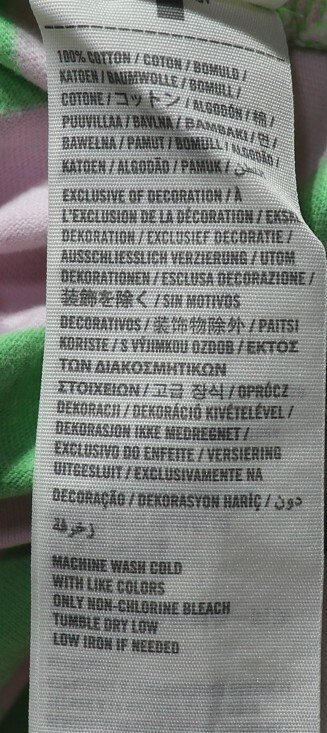 100% COTTON / COTON / BOMULD /
KATOEN / BAUMWOLLE / BOMULL /
COTONE / コットン / ALGODÓN / 棉 /
PUUVILLAA / BAVLNA / ΒΑΜΒΑΚΙ / 면 /
BAWEŁNA / PAMUT / BOMULL / ALGODÃO /
KATOEN / ALGODÃO / PAMUK / قطن
EXCLUSIVE OF DECORATION / À
L'EXCLUSION DE LA DÉCORATION / EKSKL
DEKORATION / EXCLUSIEF DECORATIE /
AUSSCHLIESSLICH VERZIERUNG / UTOM
DEKORATIONEN / ESCLUSA DECORAZIONE /
装飾を除く / SIN MOTIVOS
DECORATIVOS / 装饰物除外 / PAITSI
KORISTE / S VÝJIMKOU OZDOB / ΕΚΤΟΣ
ΤΩΝ ΔΙΑΚΟΣΜΗΤΙΚΩΝ
ΣΤΟΙΧΕΙΩΝ / 고급 장식 / OPRÓCZ
DEKORACJI / DEKORÁCIÓ KIVÉTELÉVEL /
DEKORASJON IKKE MEDREGNET /
EXCLUSIVO DO ENFEITE / VERSIERING
UITGESLUIT / EXCLUSIVAMENTE NA
DECORAÇÃO / DEKORASYON HARİÇ / دون
زخرفة
MACHINE WASH COLD
WITH LIKE COLORS
ONLY NON-CHLORINE BLEACH
TUMBLE DRY LOW
LOW IRON IF NEEDED